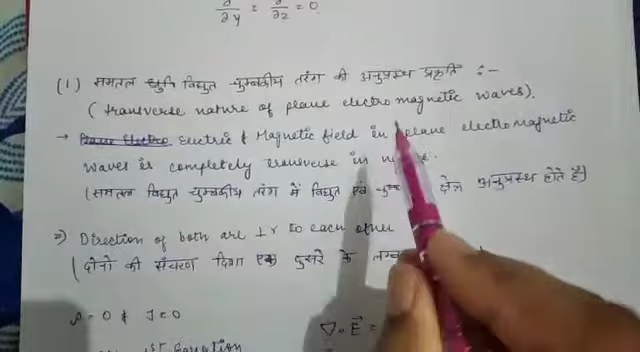 ∂/∂y = ∂/∂z = 0.
(1) समतल विद्युत चुम्बकीय तरंग की अनुप्रस्थ प्रकृति :-
(transverse nature of plane electromagnetic waves).
→ Electric & Magnetic field in plane electromagnetic
waves is completely transverse in
(समतल विद्युत चुम्बकीय तरंग में विद्युत एवं क्षेत्र अनुप्रस्थ होते है)
⇒) Direction of both are ⊥r to each other
(दोनो की संचरण दिशा एक दुसरे के
ρ = 0 & J = 0
∇. E⃗ =
1st Equation